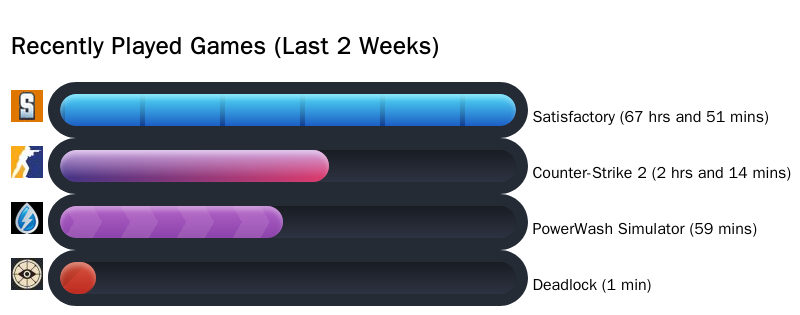 Recently Played Games (Last 2 Weeks)
S
Satisfactory (67 hrs and 51 mins)
Counter-Strike 2 (2 hrs and 14 mins)
PowerWash Simulator (59 mins)
Deadlock (1 min)